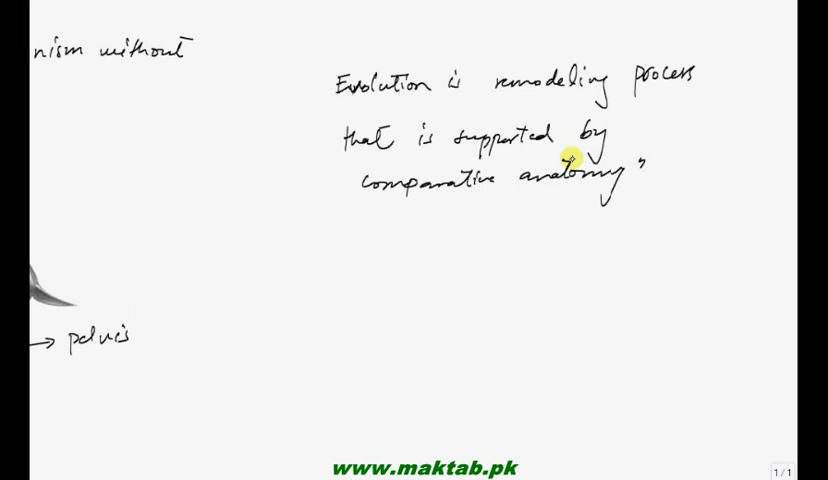 nism without
Evolution is remodeling process
that is supported by
comparative anatomy"
→ pelvis
www.maktab.pk
1 / 1